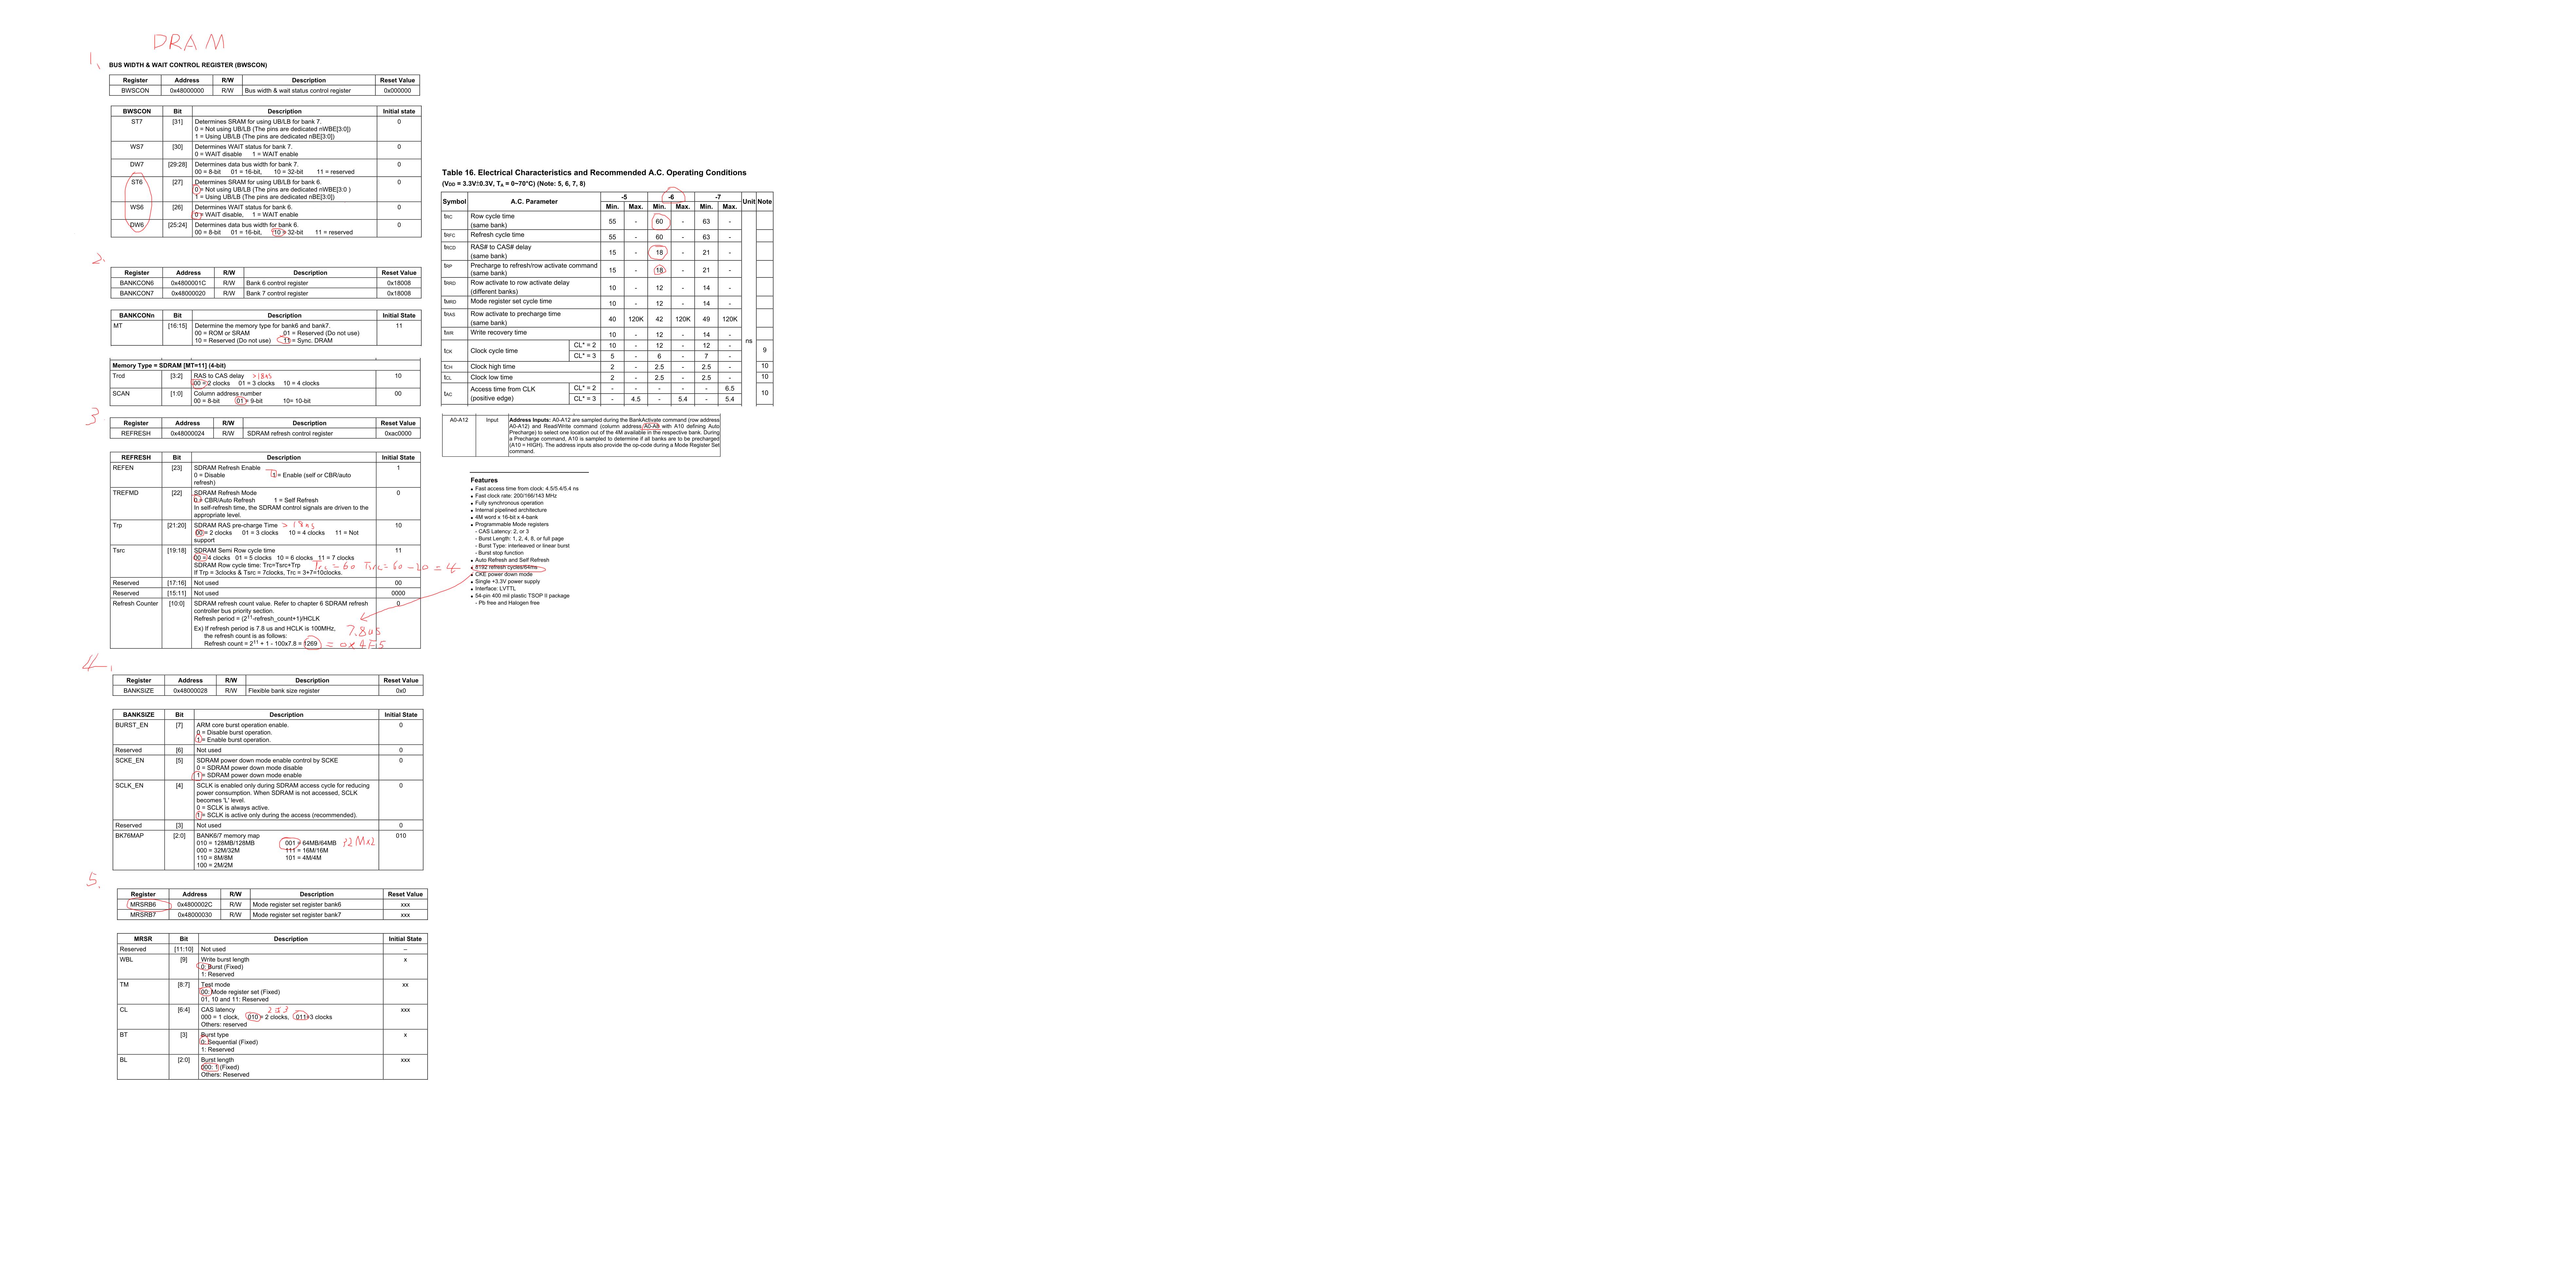 DRAM
1、
BUS WIDTH & WAIT CONTROL REGISTER (BWSCON)
Register Address R/W Description Reset Value
BWSCON 0x48000000 R/W Bus width & wait status control register 0x000000
BWSCON Bit Description Initial state
ST7 [31] Determines SRAM for using UB/LB for bank 7. 0
0 = Not using UB/LB (The pins are dedicated nWBE[3:0])
1 = Using UB/LB (The pins are dedicated nBE[3:0])
WS7 [30] Determines WAIT status for bank 7. 0
0 = WAIT disable 1 = WAIT enable
DW7 [29:28] Determines data bus width for bank 7. 0
00 = 8-bit 01 = 16-bit, 10 = 32-bit 11 = reserved
ST6 [27] Determines SRAM for using UB/LB for bank 6. 0
0 = Not using UB/LB (The pins are dedicated nWBE[3:0 )
1 = Using UB/LB (The pins are dedicated nBE[3:0])
WS6 [26] Determines WAIT status for bank 6. 0
0 = WAIT disable, 1 = WAIT enable
DW6 [25:24] Determines data bus width for bank 6. 0
00 = 8-bit 01 = 16-bit, 10 = 32-bit 11 = reserved
2.
Register Address R/W Description Reset Value
BANKCON6 0x4800001C R/W Bank 6 control register 0x18008
BANKCON7 0x48000020 R/W Bank 7 control register 0x18008
BANKCONn Bit Description Initial State
MT [16:15] Determine the memory type for bank6 and bank7. 11
00 = ROM or SRAM 01 = Reserved (Do not use)
10 = Reserved (Do not use) 11 = Sync. DRAM
Memory Type = SDRAM [MT=11] (4-bit)
Trcd [3:2] RAS to CAS delay >18ns 10
00 = 2 clocks 01 = 3 clocks 10 = 4 clocks
SCAN [1:0] Column address number 00
00 = 8-bit 01 = 9-bit 10= 10-bit
3
Register Address R/W Description Reset Value
REFRESH 0x48000024 R/W SDRAM refresh control register 0xac0000
REFRESH Bit Description Initial State
REFEN [23] SDRAM Refresh Enable 1
0 = Disable 1 = Enable (self or CBR/auto
refresh)
TREFMD [22] SDRAM Refresh Mode 0
0 = CBR/Auto Refresh 1 = Self Refresh
In self-refresh time, the SDRAM control signals are driven to the
appropriate level.
Trp [21:20] SDRAM RAS pre-charge Time > 18ns 10
00 = 2 clocks 01 = 3 clocks 10 = 4 clocks 11 = Not
support
Tsrc [19:18] SDRAM Semi Row cycle time 11
00 = 4 clocks 01 = 5 clocks 10 = 6 clocks 11 = 7 clocks
SDRAM Row cycle time: Trc=Tsrc+Trp Trc = 60 Tsrc = 60 - 20 = 4
If Trp = 3clocks & Tsrc = 7clocks, Trc = 3+7=10clocks.
Reserved [17:16] Not used 00
Reserved [15:11] Not used 0000
Refresh Counter [10:0] SDRAM refresh count value. Refer to chapter 6 SDRAM refresh 0
controller bus priority section.
Refresh period = (2¹¹-refresh_count+1)/HCLK
Ex) If refresh period is 7.8 us and HCLK is 100MHz, 7.8us
the refresh count is as follows:
Refresh count = 2¹¹ + 1 - 100x7.8 = 1269 = 0x4F5
4、
Register Address R/W Description Reset Value
BANKSIZE 0x48000028 R/W Flexible bank size register 0x0
BANKSIZE Bit Description Initial State
BURST_EN [7] ARM core burst operation enable. 0
0 = Disable burst operation.
1 = Enable burst operation.
Reserved [6] Not used 0
SCKE_EN [5] SDRAM power down mode enable control by SCKE 0
0 = SDRAM power down mode disable
1 = SDRAM power down mode enable
SCLK_EN [4] SCLK is enabled only during SDRAM access cycle for reducing 0
power consumption. When SDRAM is not accessed, SCLK
becomes 'L' level.
0 = SCLK is always active.
1 = SCLK is active only during the access (recommended).
Reserved [3] Not used 0
BK76MAP [2:0] BANK6/7 memory map 010
010 = 128MB/128MB 001 = 64MB/64MB 32M×2
000 = 32M/32M 111 = 16M/16M
110 = 8M/8M 101 = 4M/4M
100 = 2M/2M
5.
Register Address R/W Description Reset Value
MRSRB6 0x4800002C R/W Mode register set register bank6 xxx
MRSRB7 0x48000030 R/W Mode register set register bank7 xxx
MRSR Bit Description Initial State
Reserved [11:10] Not used –
WBL [9] Write burst length x
0: Burst (Fixed)
1: Reserved
TM [8:7] Test mode xx
00: Mode register set (Fixed)
01, 10 and 11: Reserved
CL [6:4] CAS latency xxx
000 = 1 clock, 010 = 2 clocks, 011=3 clocks
Others: reserved
BT [3] Burst type x
0: Sequential (Fixed)
1: Reserved
BL [2:0] Burst length xxx
000: 1 (Fixed)
Others: Reserved
Table 16. Electrical Characteristics and Recommended A.C. Operating Conditions
(VDD = 3.3V±0.3V, TA = 0~70°C) (Note: 5, 6, 7, 8)
Symbol A.C. Parameter -5 -6 -7 Unit Note
Min. Max. Min. Max. Min. Max.
tRC Row cycle time (same bank) 55 - 60 - 63 -
tRFC Refresh cycle time 55 - 60 - 63 -
tRCD RAS# to CAS# delay (same bank) 15 - 18 - 21 -
tRP Precharge to refresh/row activate command (same bank) 15 - 18 - 21 -
tRRD Row activate to row activate delay (different banks) 10 - 12 - 14 -
tMRD Mode register set cycle time 10 - 12 - 14 -
tRAS Row activate to precharge time (same bank) 40 120K 42 120K 49 120K
tWR Write recovery time 10 - 12 - 14 -
ns
tCK Clock cycle time CL* = 2 10 - 12 - 12 - 9
CL* = 3 5 - 6 - 7 -
tCH Clock high time 2 - 2.5 - 2.5 - 10
tCL Clock low time 2 - 2.5 - 2.5 - 10
tAC Access time from CLK (positive edge) CL* = 2 - - - - - 6.5 10
CL* = 3 - 4.5 - 5.4 - 5.4
A0-A12 Input Address Inputs: A0-A12 are sampled during the BankActivate command (row address
A0-A12) and Read/Write command (column address A0-A8 with A10 defining Auto
Precharge) to select one location out of the 4M available in the respective bank. During
a Precharge command, A10 is sampled to determine if all banks are to be precharged
(A10 = HIGH). The address inputs also provide the op-code during a Mode Register Set
command.
Features
• Fast access time from clock: 4.5/5.4/5.4 ns
• Fast clock rate: 200/166/143 MHz
• Fully synchronous operation
• Internal pipelined architecture
• 4M word x 16-bit x 4-bank
• Programmable Mode registers
- CAS Latency: 2, or 3
- Burst Length: 1, 2, 4, 8, or full page
- Burst Type: interleaved or linear burst
- Burst stop function
• Auto Refresh and Self Refresh
• 8192 refresh cycles/64ms
• CKE power down mode
• Single +3.3V power supply
• Interface: LVTTL
• 54-pin 400 mil plastic TSOP II package
- Pb free and Halogen free